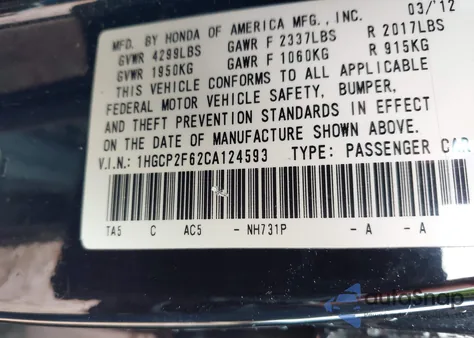 MFD. BY HONDA OF AMERICA MFG., INC. 03/12
GVWR 4299LBS GAWR F 2337LBS R 2017LBS
GVWR 1950KG GAWR F 1060KG R 915KG
THIS VEHICLE CONFORMS TO ALL APPLICABLE
FEDERAL MOTOR VEHICLE SAFETY, BUMPER,
AND THEFT PREVENTION STANDARDS IN EFFECT
ON THE DATE OF MANUFACTURE SHOWN ABOVE.
V.I.N.: 1HGCP2F62CA124593 TYPE: PASSENGER CAR
TA5 C AC5 - NH731P - A - A
autoSnap